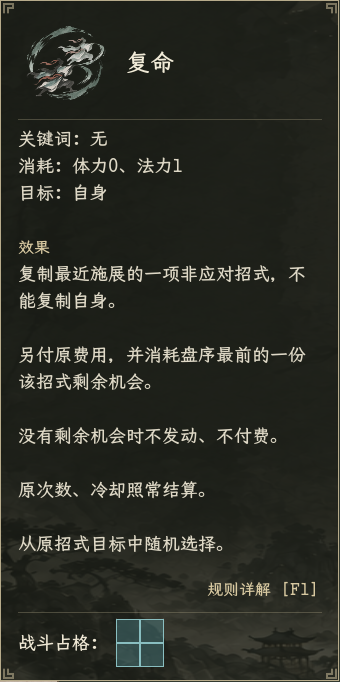 复命
关键词：无
消耗：体力0、法力1
目标：自身
效果
复制最近施展的一项非应对招式，不
能复制自身。
另付原费用，并消耗盘序最前的一份
该招式剩余机会。
没有剩余机会时不发动、不付费。
原次数、冷却照常结算。
从原招式目标中随机选择。
规则详解 [F1]
战斗占格：